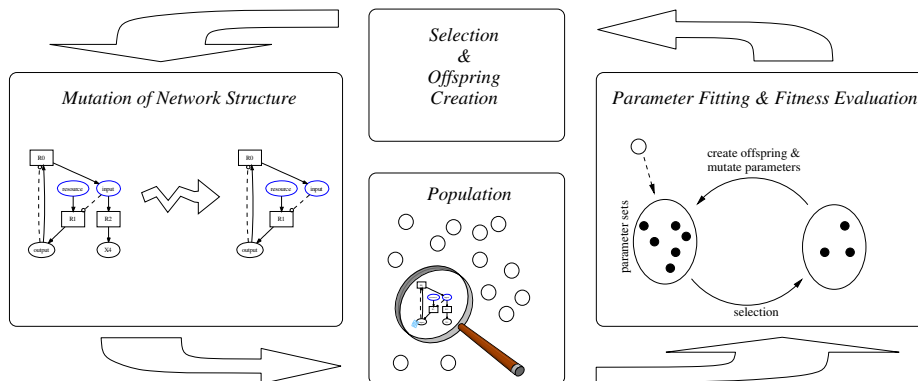 Selection
&
Offspring
Creation
Mutation of Network Structure
R0
resource
input
R1
R2
output
X4
R0
resource
input
R1
output
Population
Parameter Fitting & Fitness Evaluation
create offspring &
mutate parameters
parameter sets
selection